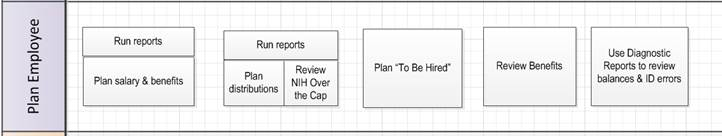 Plan Employee
Run reports
Plan salary & benefits
Run reports
Plan
distributions
Review
NIH Over
the Cap
Plan “To Be Hired”
Review Benefits
Use Diagnostic
Reports to review
balances & ID errors